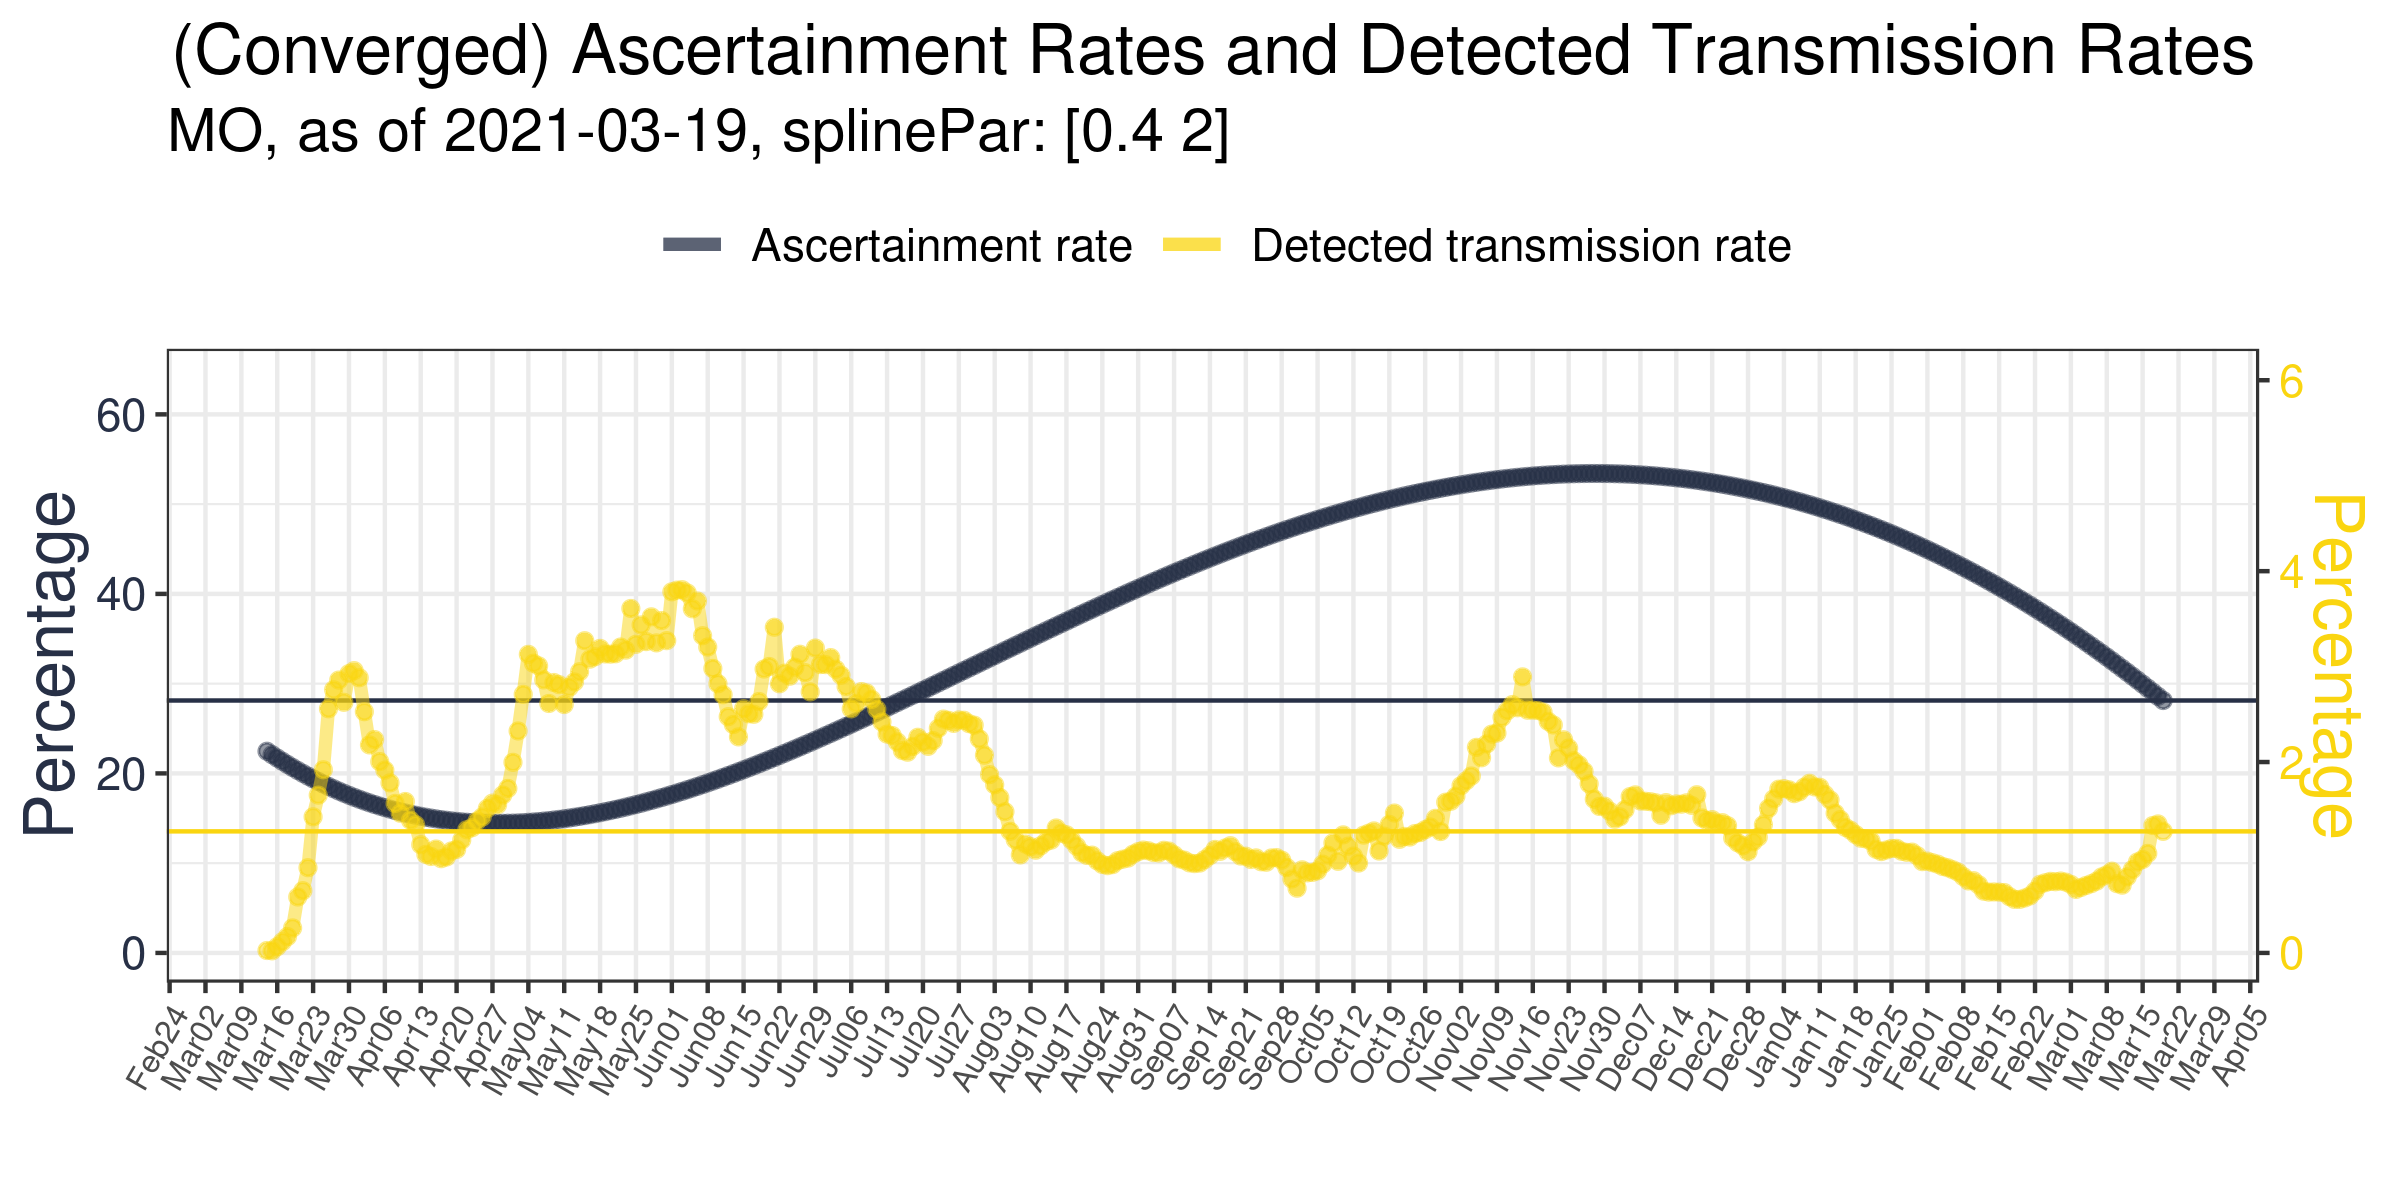 (Converged) Ascertainment Rates and Detected Transmission Rates
MO, as of 2021-03-19, splinePar: [0.4 2]
Ascertainment rate Detected transmission rate
Percentage
60
40
20
0
6
4
2
0
Percentage
Feb24 Mar02 Mar09 Mar16 Mar23 Mar30 Apr06 Apr13 Apr20 Apr27 May04 May11 May18 May25 Jun01 Jun08 Jun15 Jun22 Jun29 Jul06 Jul13 Jul20 Jul27 Aug03 Aug10 Aug17 Aug24 Aug31 Sep07 Sep14 Sep21 Sep28 Oct05 Oct12 Oct19 Oct26 Nov02 Nov09 Nov16 Nov23 Nov30 Dec07 Dec14 Dec21 Dec28 Jan04 Jan11 Jan18 Jan25 Feb01 Feb08 Feb15 Feb22 Mar01 Mar08 Mar15 Mar22 Mar29 Apr05